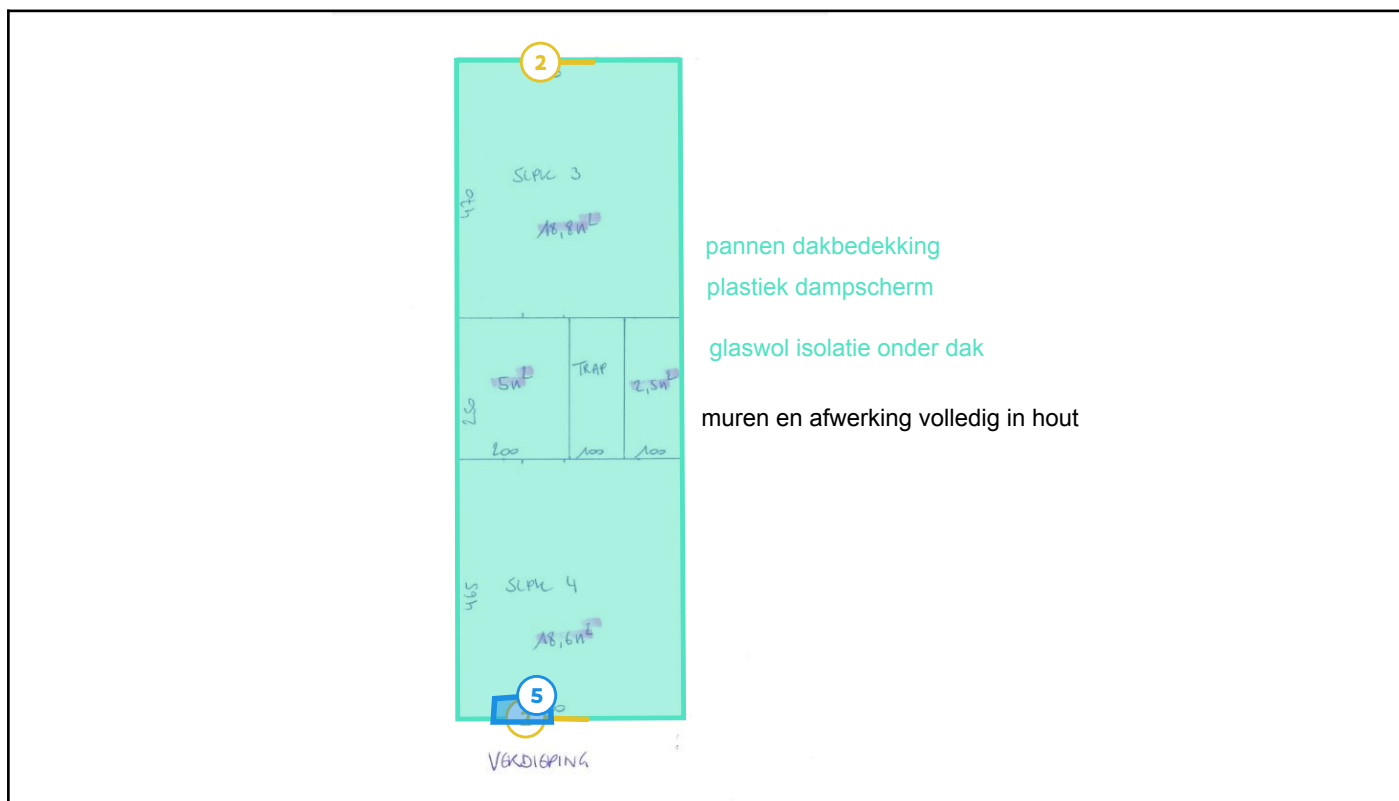 2
SLPK 3
470
18,8m²
pannen dakbedekking
plastiek dampscherm
glaswol isolatie onder dak
TRAP
5m²
2,5m²
250
muren en afwerking volledig in hout
200
100
100
465
SLPK 4
18,6m²
5
VERDIEPING